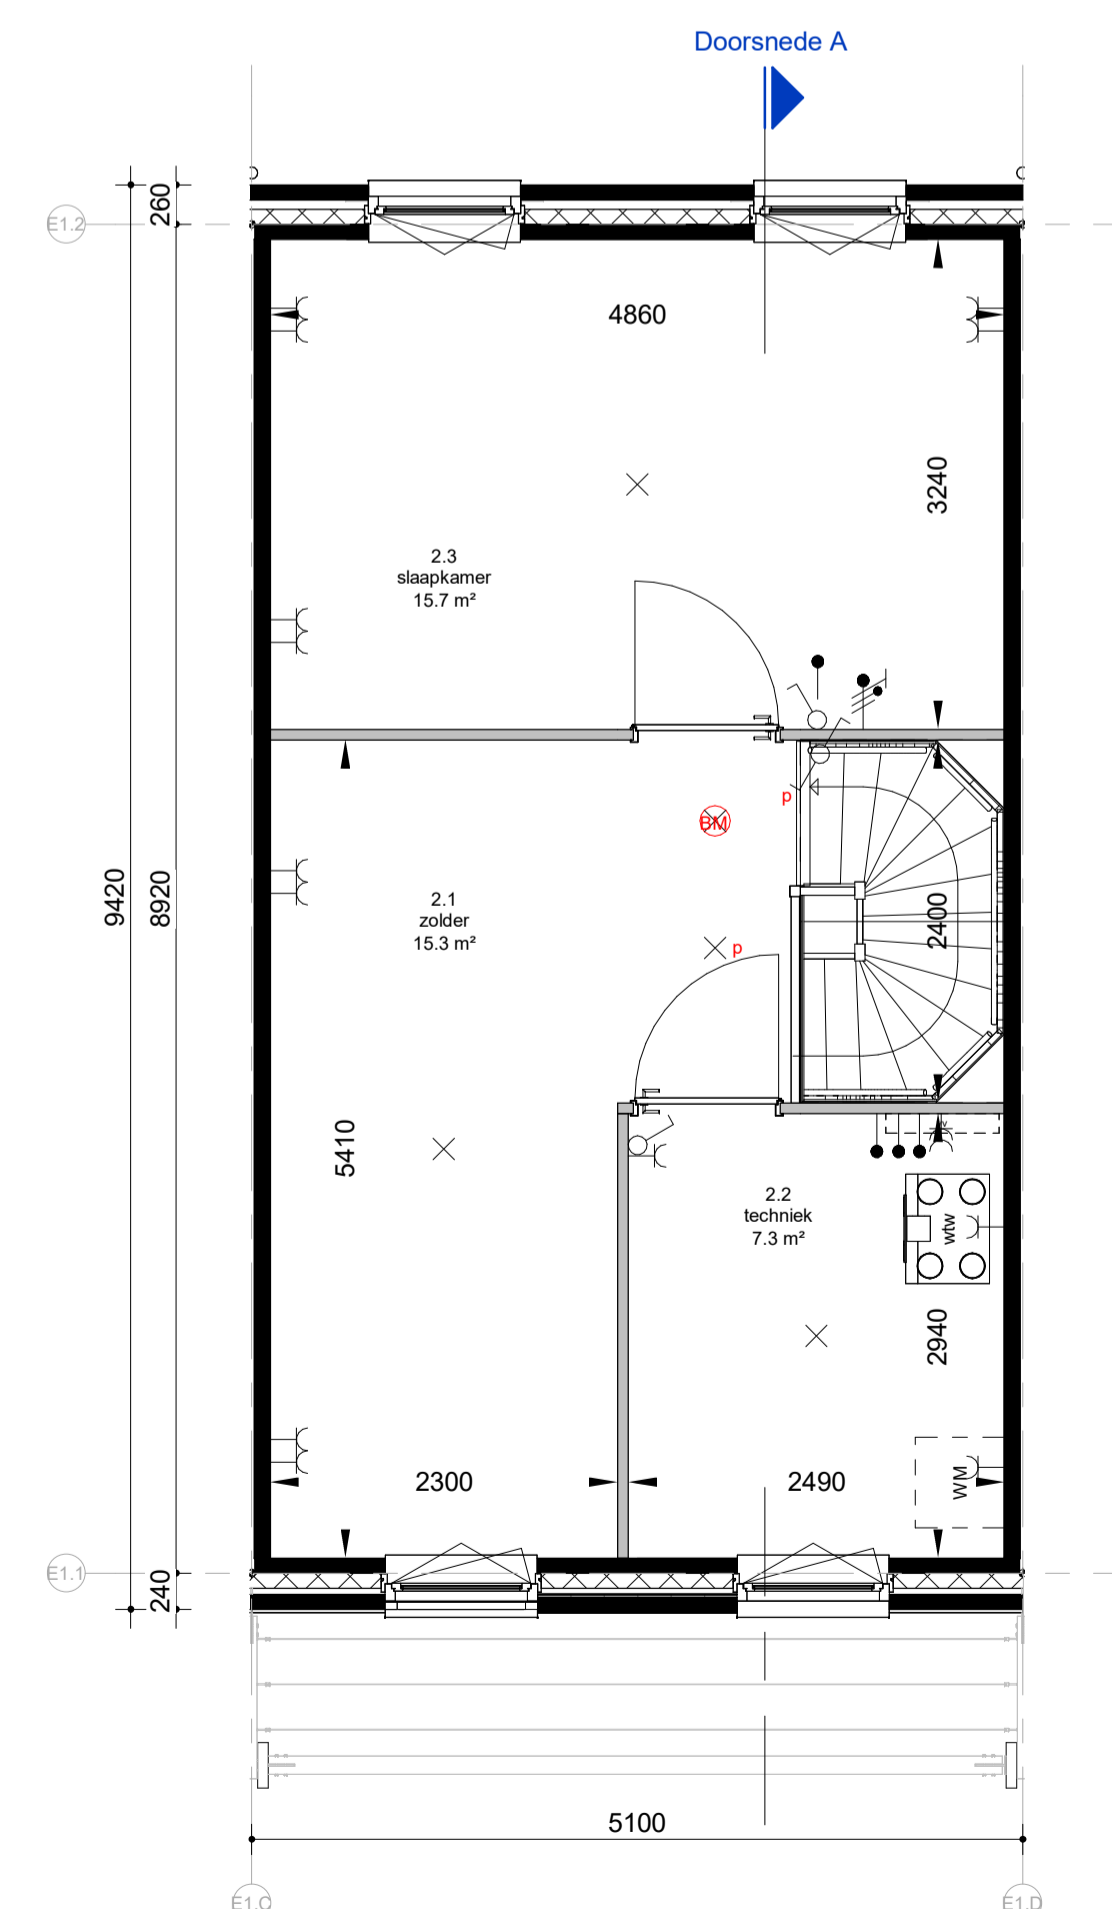 Doorsnede A
260
E1.2
4860
3240
2.3
slaapkamer
15.7 m²
p
BM
9420
8920
2.1
zolder
15.3 m²
2400
p
5410
2.2
techniek
7.3 m²
wtw
2940
2300
2490
WM
E1.1
240
5100
E1.C
E1.D